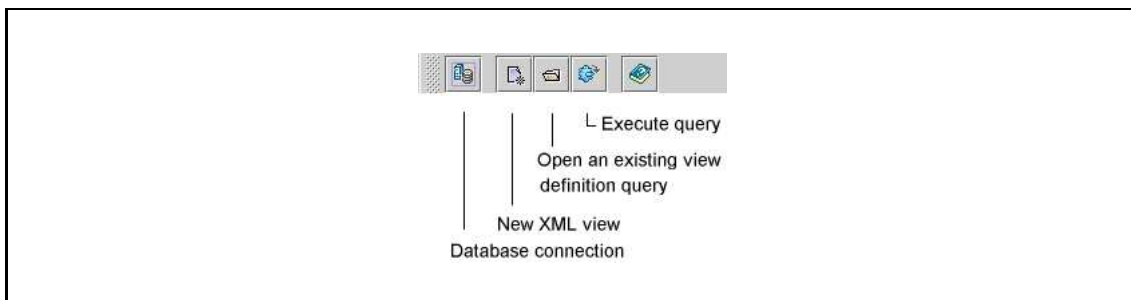 Execute query
Open an existing view
definition query
New XML view
Database connection